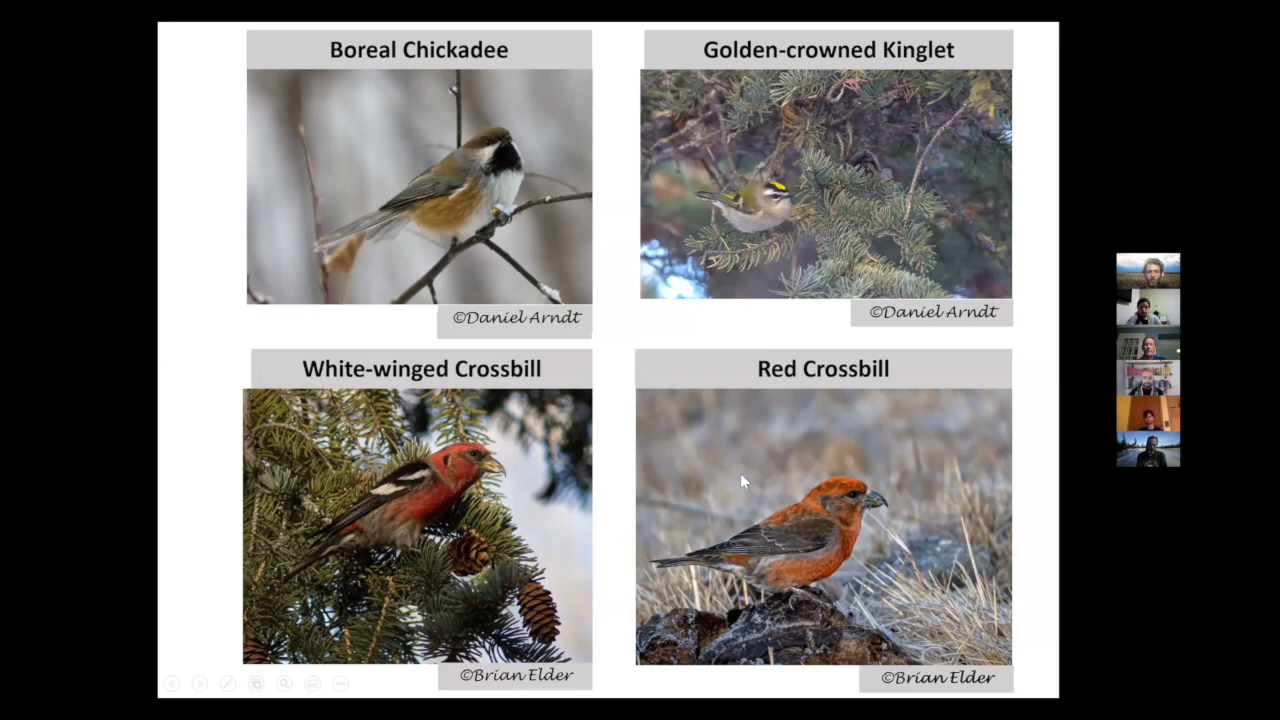 Boreal Chickadee
Golden-crowned Kinglet
©Daniel Arndt
©Daniel Arndt
White-winged Crossbill
Red Crossbill
©Brian Elder
©Brian Elder